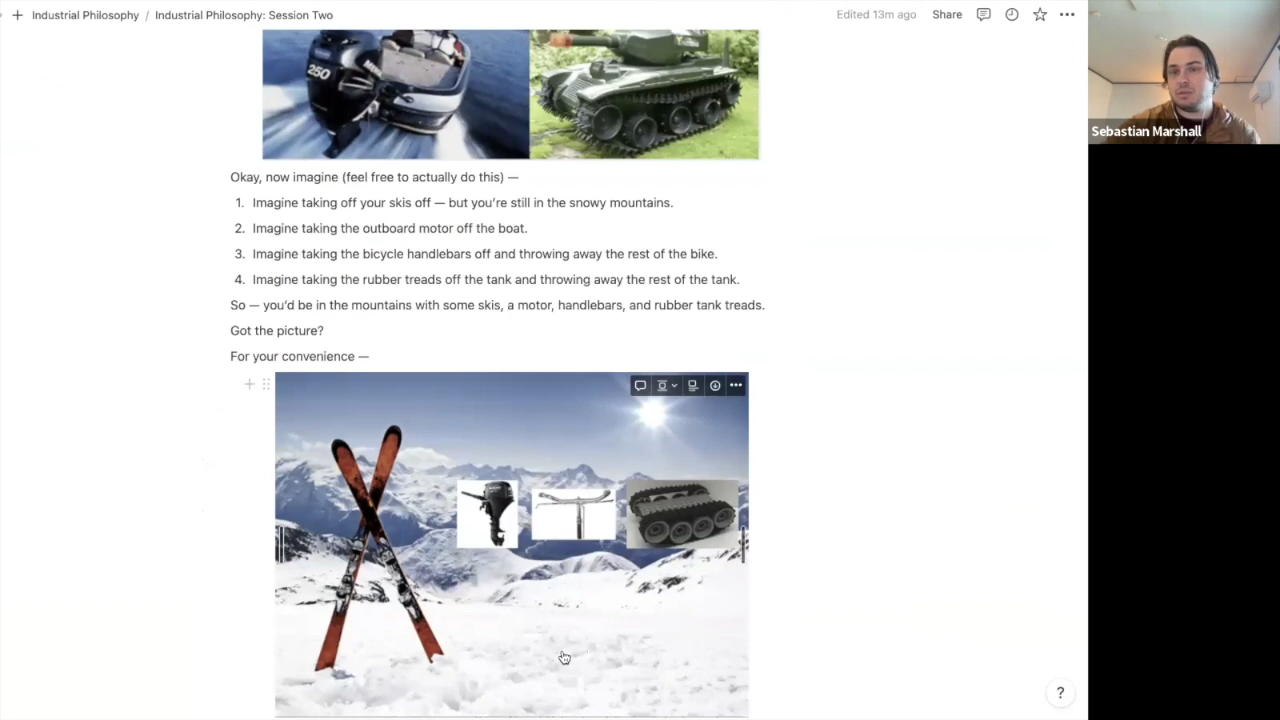 Industrial Philosophy / Industrial Philosophy: Session Two
Edited 13m ago Share
250
Okay, now imagine (feel free to actually do this) —
1. Imagine taking off your skis off — but you're still in the snowy mountains.
2. Imagine taking the outboard motor off the boat.
3. Imagine taking the bicycle handlebars off and throwing away the rest of the bike.
4. Imagine taking the rubber treads off the tank and throwing away the rest of the tank.
So — you'd be in the mountains with some skis, a motor, handlebars, and rubber tank treads.
Got the picture?
For your convenience —
Sebastian Marshall
?